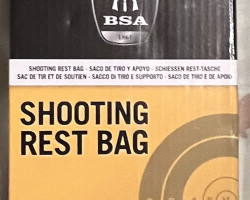 BSA
SHOOTING REST BAG - SACO DE TIRO Y APOYO - SCHIESSEN REST-TASCHE
SAC DE TIR ET DE SOUTIEN - SACCO DI TIRO E SUPPORTO - SACO DE TIRO E DE APOIO
SHOOTING
REST BAG